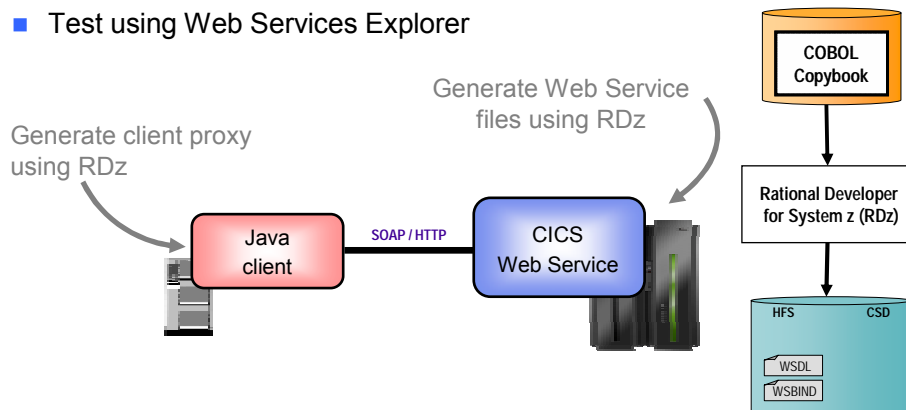 Test using Web Services Explorer
Generate client proxy
using RDz
Generate Web Service
files using RDz
Java
client
SOAP / HTTP
CICS
Web Service
COBOL
Copybook
Rational Developer
for System z (RDz)
HFS CSD
WSDL
WSBIND